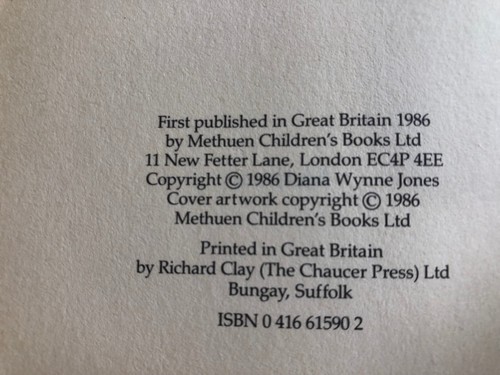 First published in Great Britain 1986
by Methuen Children's Books Ltd
11 New Fetter Lane, London EC4P 4EE
Copyright © 1986 Diana Wynne Jones
Cover artwork copyright © 1986
Methuen Children's Books Ltd
Printed in Great Britain
by Richard Clay (The Chaucer Press) Ltd
Bungay, Suffolk
ISBN 0 416 61590 2